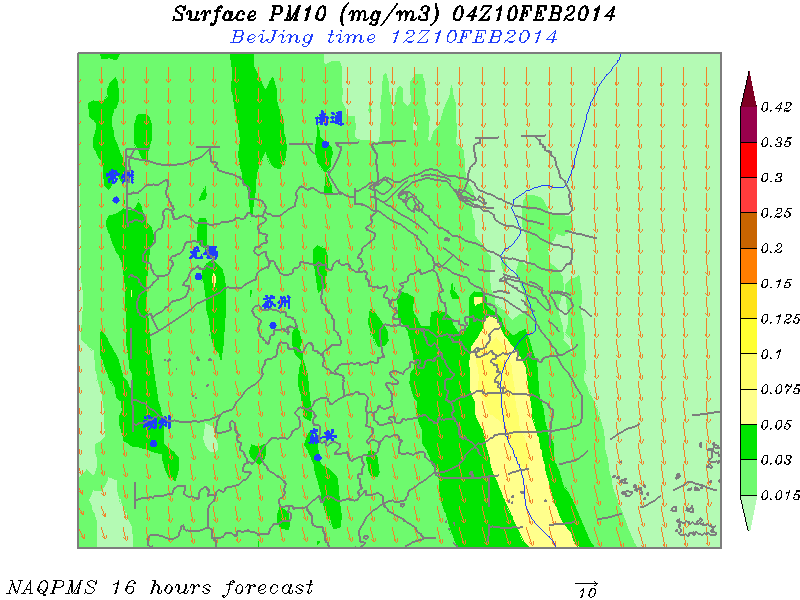 Surface PM10 (mg/m3) 04Z10FEB2014
BeiJing time 12Z10FEB2014
南通
常州
无锡
苏州
湖州
嘉兴
0.42
0.35
0.3
0.25
0.2
0.15
0.125
0.1
0.075
0.05
0.03
0.015
NAQPMS 16 hours forecast
10